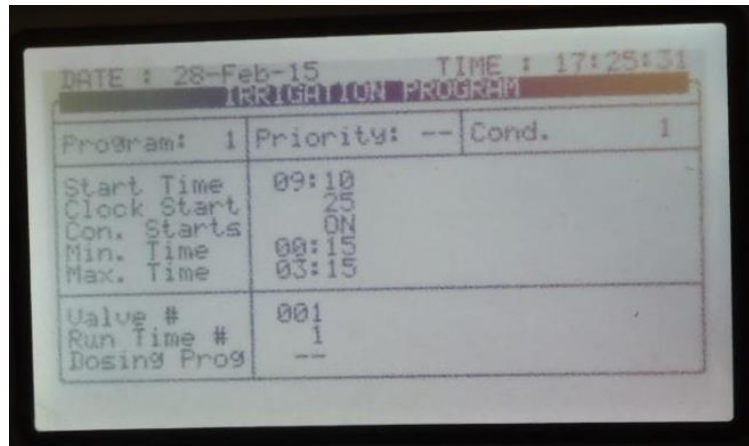 DATE : 28-Feb-15 TIME : 17:25:31
IRRIGATION PROGRAM
Program: 1 Priority: -- Cond. 1
Start Time 09:10
Clock Start 25
Con. Starts ON
Min. Time 00:15
Max. Time 03:15
Valve # 001
Run Time # 1
Dosing Prog --